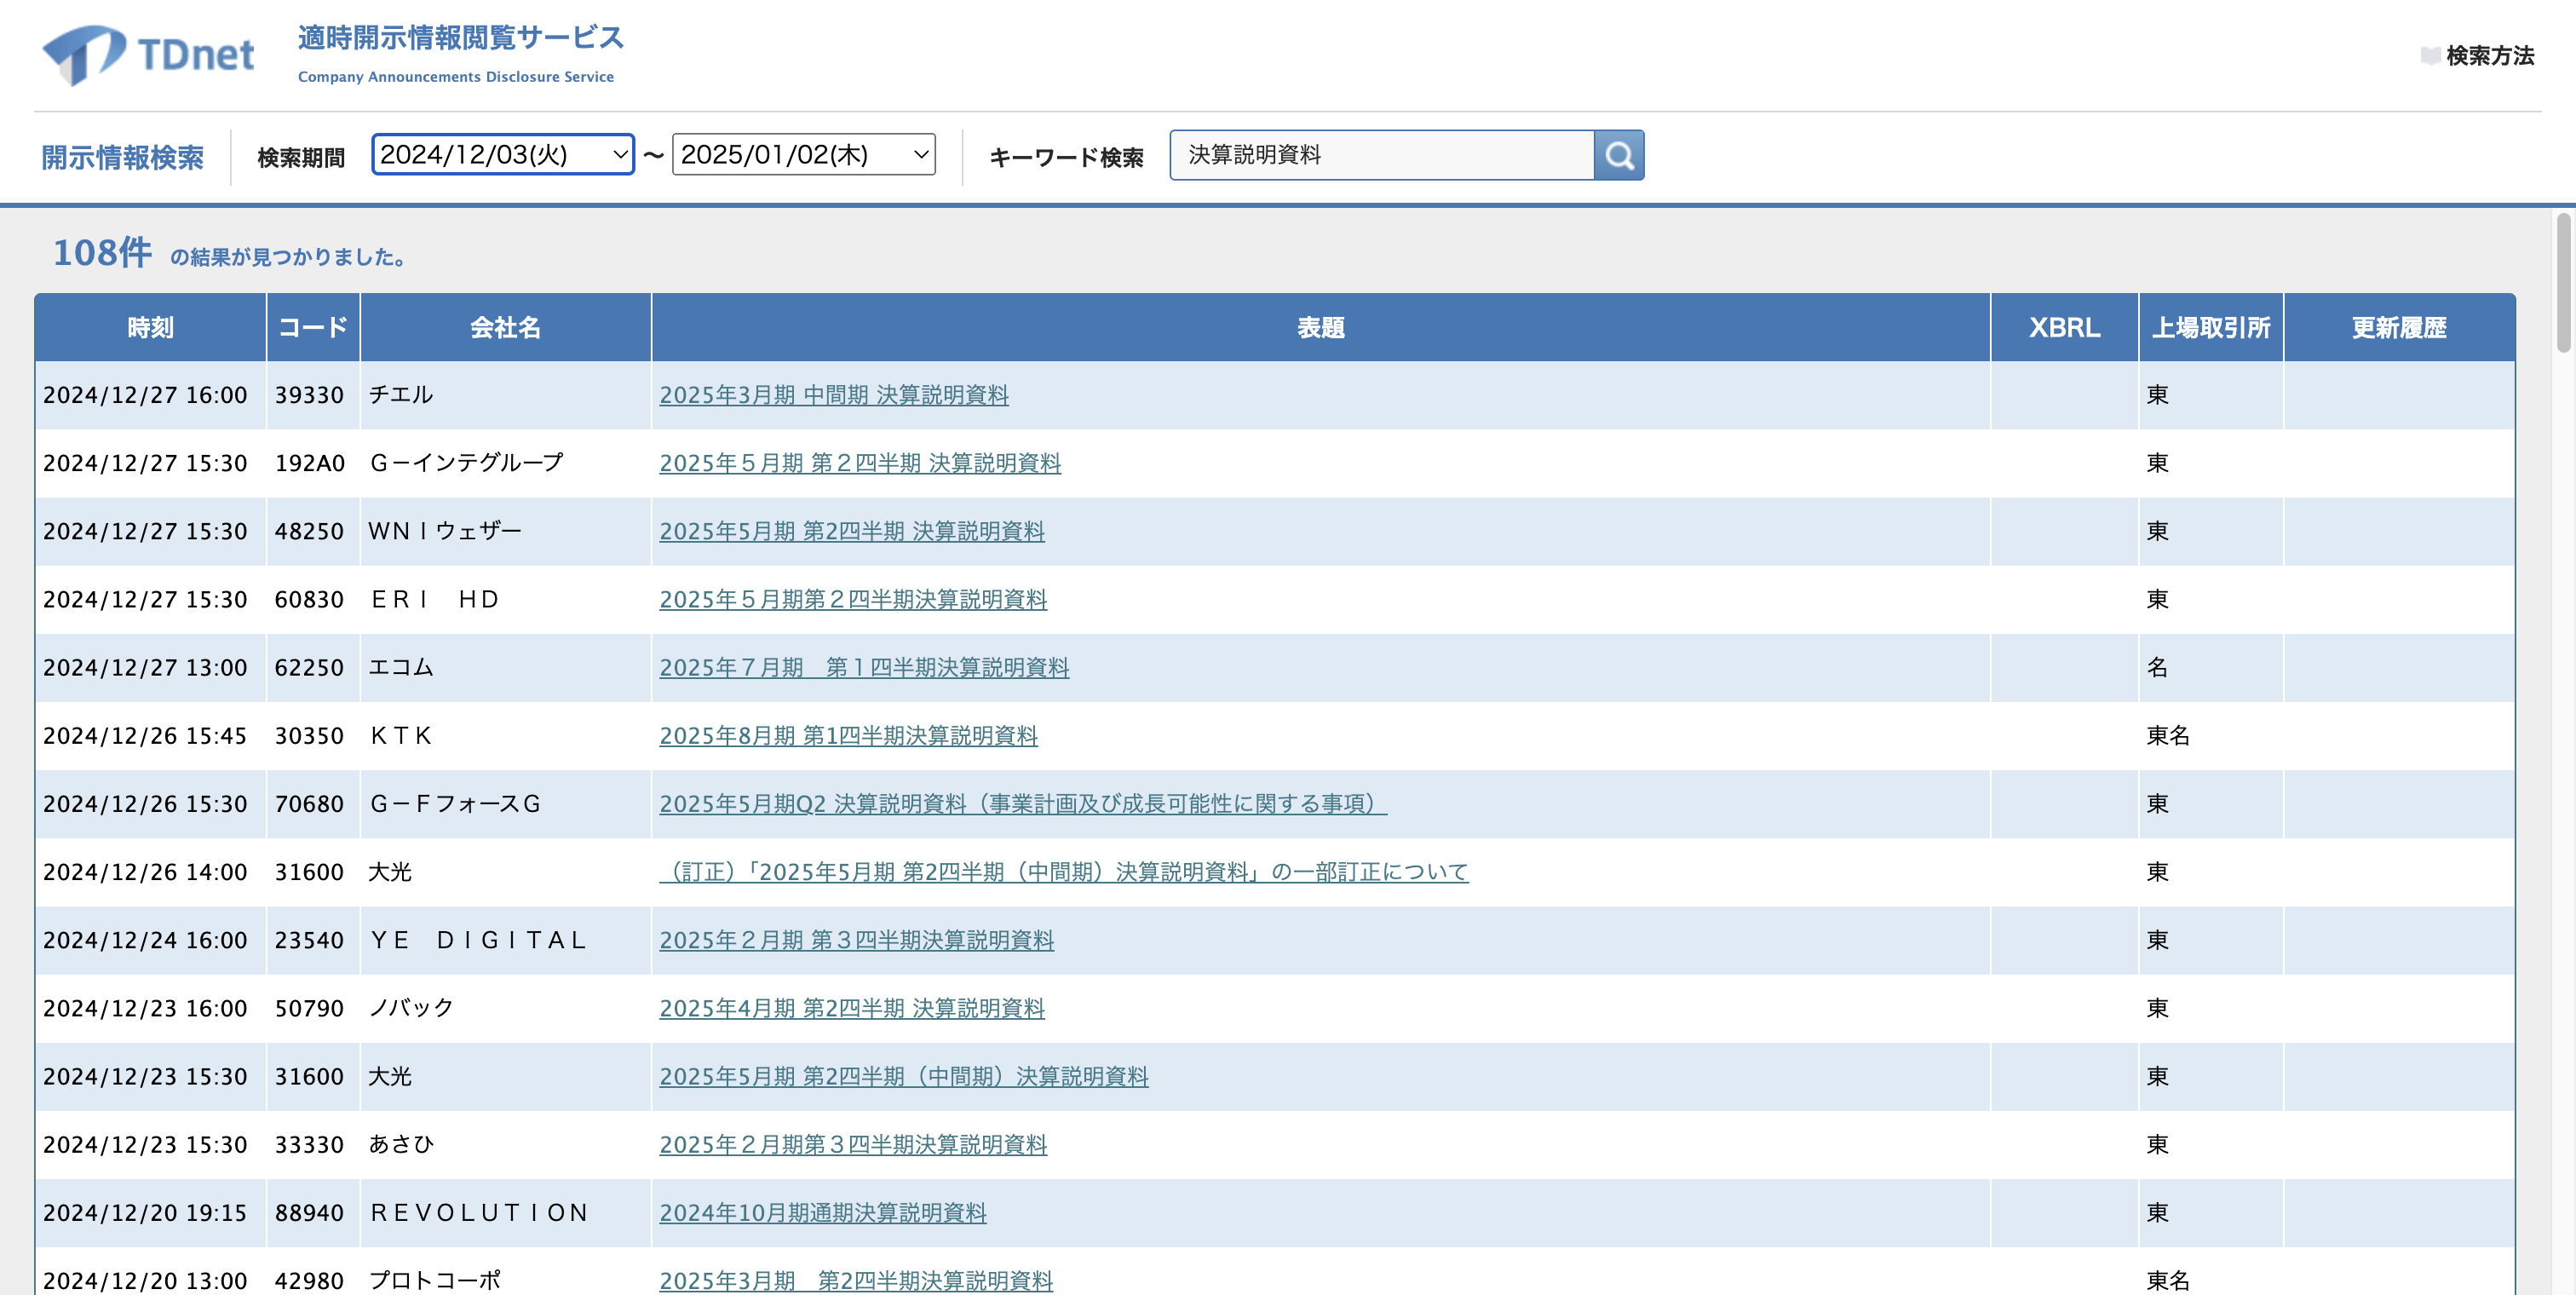 TDnet
適時開示情報閲覧サービス
Company Announcements Disclosure Service
検索方法
開示情報検索 検索期間 2024/12/03(火) ～ 2025/01/02(木) キーワード検索 決算説明資料
108件 の結果が見つかりました。
時刻 コード 会社名 表題 XBRL 上場取引所 更新履歴
2024/12/27 16:00 39330 チエル 2025年3月期 中間期 決算説明資料 東
2024/12/27 15:30 192A0 Ｇ－インテグループ 2025年５月期 第２四半期 決算説明資料 東
2024/12/27 15:30 48250 ＷＮＩウェザー 2025年5月期 第2四半期 決算説明資料 東
2024/12/27 15:30 60830 ＥＲＩ　ＨＤ 2025年５月期第２四半期決算説明資料 東
2024/12/27 13:00 62250 エコム 2025年７月期　第１四半期決算説明資料 名
2024/12/26 15:45 30350 ＫＴＫ 2025年8月期 第1四半期決算説明資料 東名
2024/12/26 15:30 70680 Ｇ－ＦフォースＧ 2025年5月期Q2 決算説明資料（事業計画及び成長可能性に関する事項） 東
2024/12/26 14:00 31600 大光 （訂正）「2025年5月期 第2四半期（中間期）決算説明資料」の一部訂正について 東
2024/12/24 16:00 23540 ＹＥ　ＤＩＧＩＴＡＬ 2025年２月期 第３四半期決算説明資料 東
2024/12/23 16:00 50790 ノバック 2025年4月期 第2四半期 決算説明資料 東
2024/12/23 15:30 31600 大光 2025年5月期 第2四半期（中間期）決算説明資料 東
2024/12/23 15:30 33330 あさひ 2025年２月期第３四半期決算説明資料 東
2024/12/20 19:15 88940 ＲＥＶＯＬＵＴＩＯＮ 2024年10月期通期決算説明資料 東
2024/12/20 13:00 42980 プロトコーポ 2025年3月期　第2四半期決算説明資料 東名